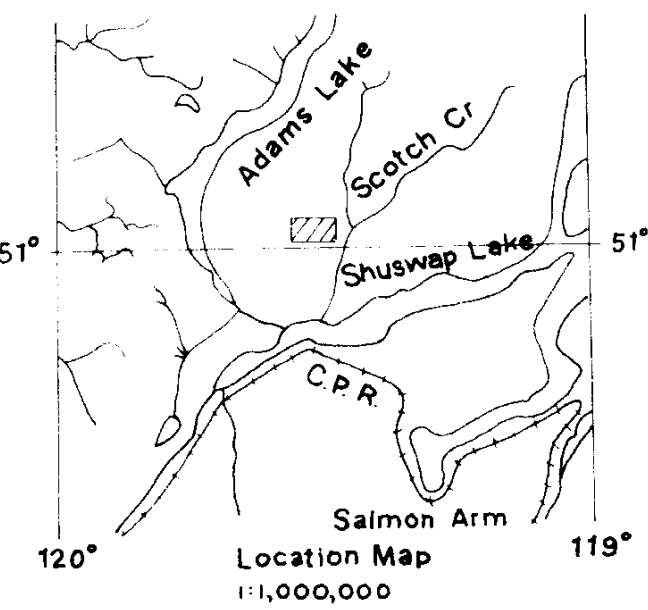 Adams Lake
Scotch Cr
51°
51°
Shuswap Lake
C.P.R.
Salmon Arm
120°
119°
Location Map
1:1,000,000